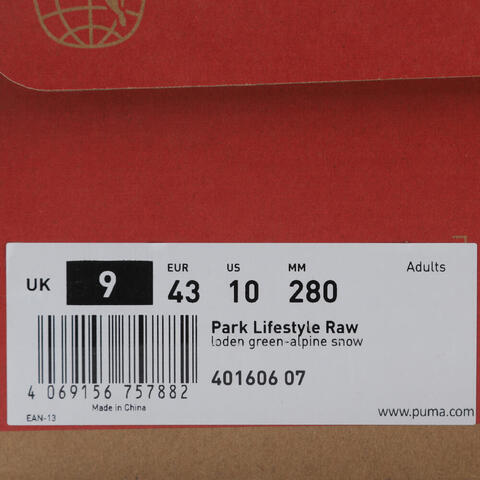 UK 9 EUR 43 US 10 MM 280 Adults
Park Lifestyle Raw
loden green-alpine snow
401606 07
4 069156 757882
Made in China
EAN-13
www.puma.com